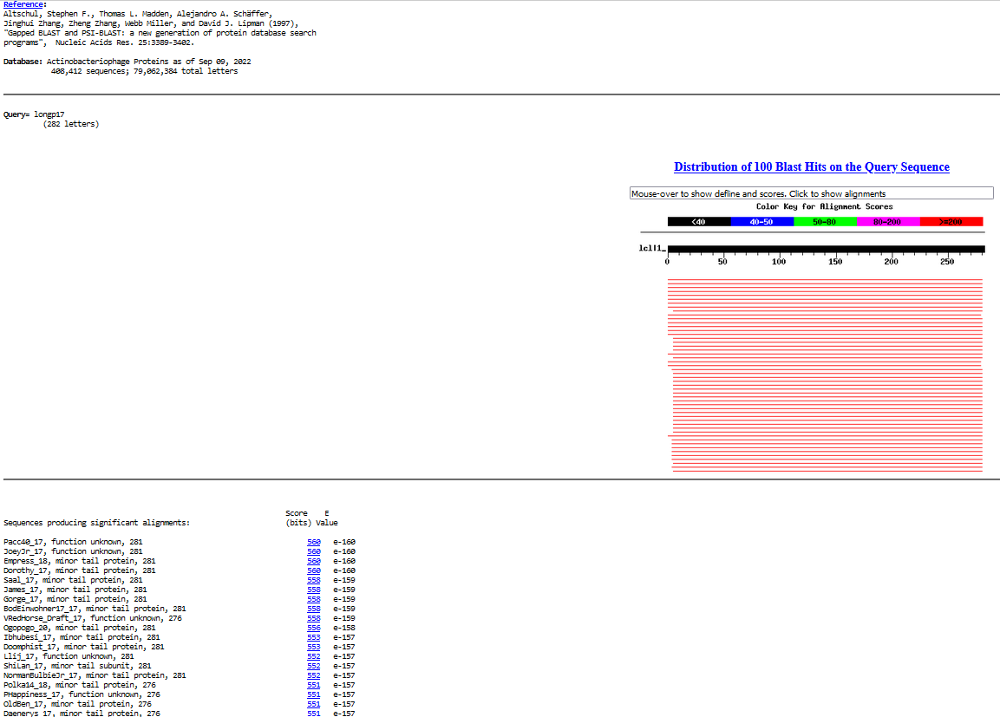 Reference:
Altschul, Stephen F., Thomas L. Madden, Alejandro A. Schäffer,
Jinghui Zhang, Zheng Zhang, Webb Miller, and David J. Lipman (1997),
"Gapped BLAST and PSI-BLAST: a new generation of protein database search
programs", Nucleic Acids Res. 25:3389-3402.
Database: Actinobacteriophage Proteins as of Sep 09, 2022
408,412 sequences; 79,062,384 total letters
Query= longp17
(282 letters)
Distribution of 100 Blast Hits on the Query Sequence
Mouse-over to show defline and scores. Click to show alignments
Color Key for Alignment Scores
<40 40-50 50-80 80-200 >=200
lcl|1_
0 50 100 150 200 250
Score E
Sequences producing significant alignments: (bits) Value
Pacc40_17, function unknown, 281 560 e-160
JoeyJr_17, function unknown, 281 560 e-160
Empress_18, minor tail protein, 281 560 e-160
Dorothy_17, minor tail protein, 281 560 e-160
Saal_17, minor tail protein, 281 558 e-159
James_17, minor tail protein, 281 558 e-159
Gorge_17, minor tail protein, 281 558 e-159
BodEinwohner17_17, minor tail protein, 281 558 e-159
VRedHorse_Draft_17, function unknown, 276 558 e-159
Ogopogo_20, minor tail protein, 281 556 e-158
Ibhubesi_17, minor tail protein, 281 553 e-157
Doomphist_17, minor tail protein, 281 553 e-157
Llij_17, function unknown, 281 552 e-157
ShiLan_17, minor tail subunit, 281 552 e-157
NormanBulbieJr_17, minor tail protein, 281 552 e-157
Polka14_18, minor tail protein, 276 551 e-157
PHappiness_17, function unknown, 276 551 e-157
OldBen_17, minor tail protein, 276 551 e-157
Daenerys_17, minor tail protein, 276 551 e-157